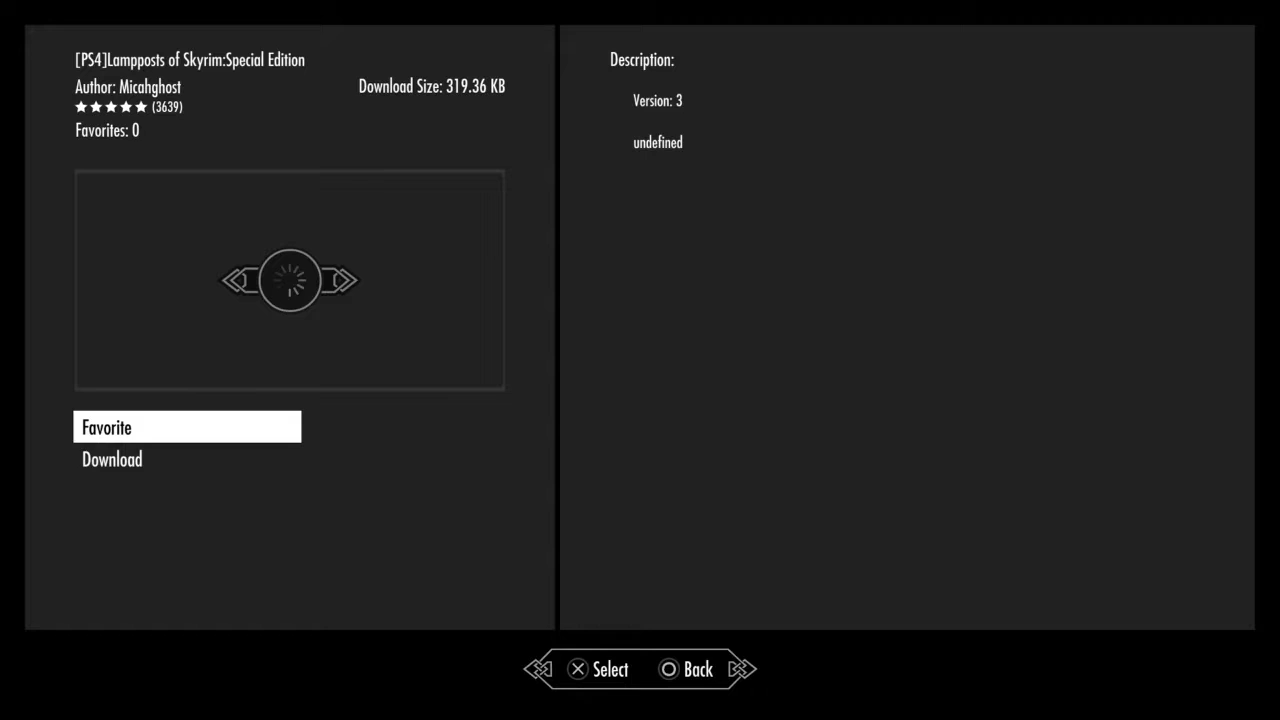 [PS4]Lampposts of Skyrim:Special Edition
Author: Micahghost
Download Size: 319.36 KB
(3639)
Favorites: 0
Favorite
Download
Description:
Version: 3
undefined
Select
Back